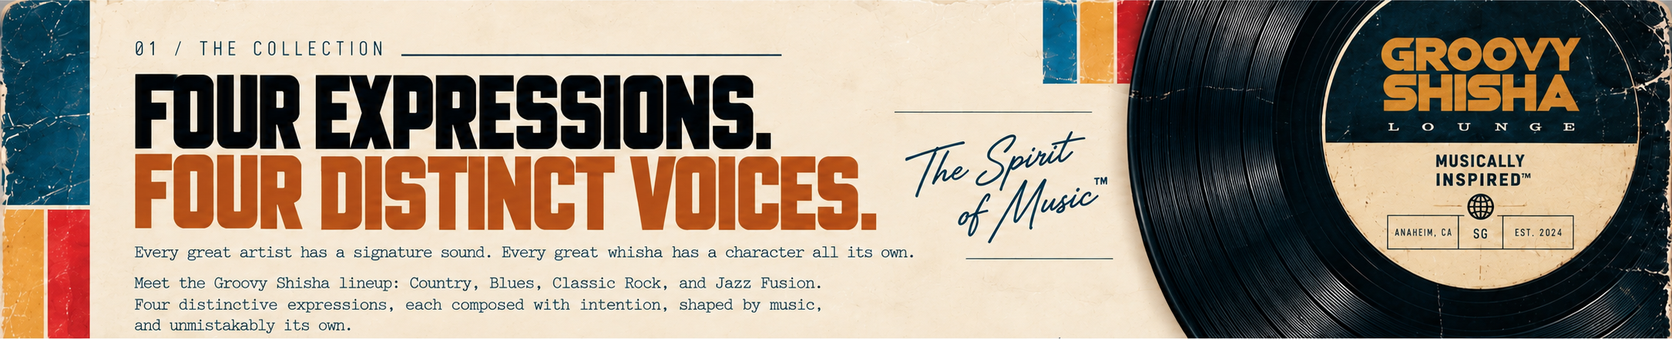 01 / THE COLLECTION
FOUR EXPRESSIONS.
FOUR DISTINCT VOICES.
Every great artist has a signature sound. Every great whisha has a character all its own.
Meet the Groovy Shisha lineup: Country, Blues, Classic Rock, and Jazz Fusion.
Four distinctive expressions, each composed with intention, shaped by music,
and unmistakably its own.
The Spirit
of Music™
GROOVY
SHISHA
LOUNGE
MUSICALLY
INSPIRED™
ANAHEIM, CA
SG
EST. 2024